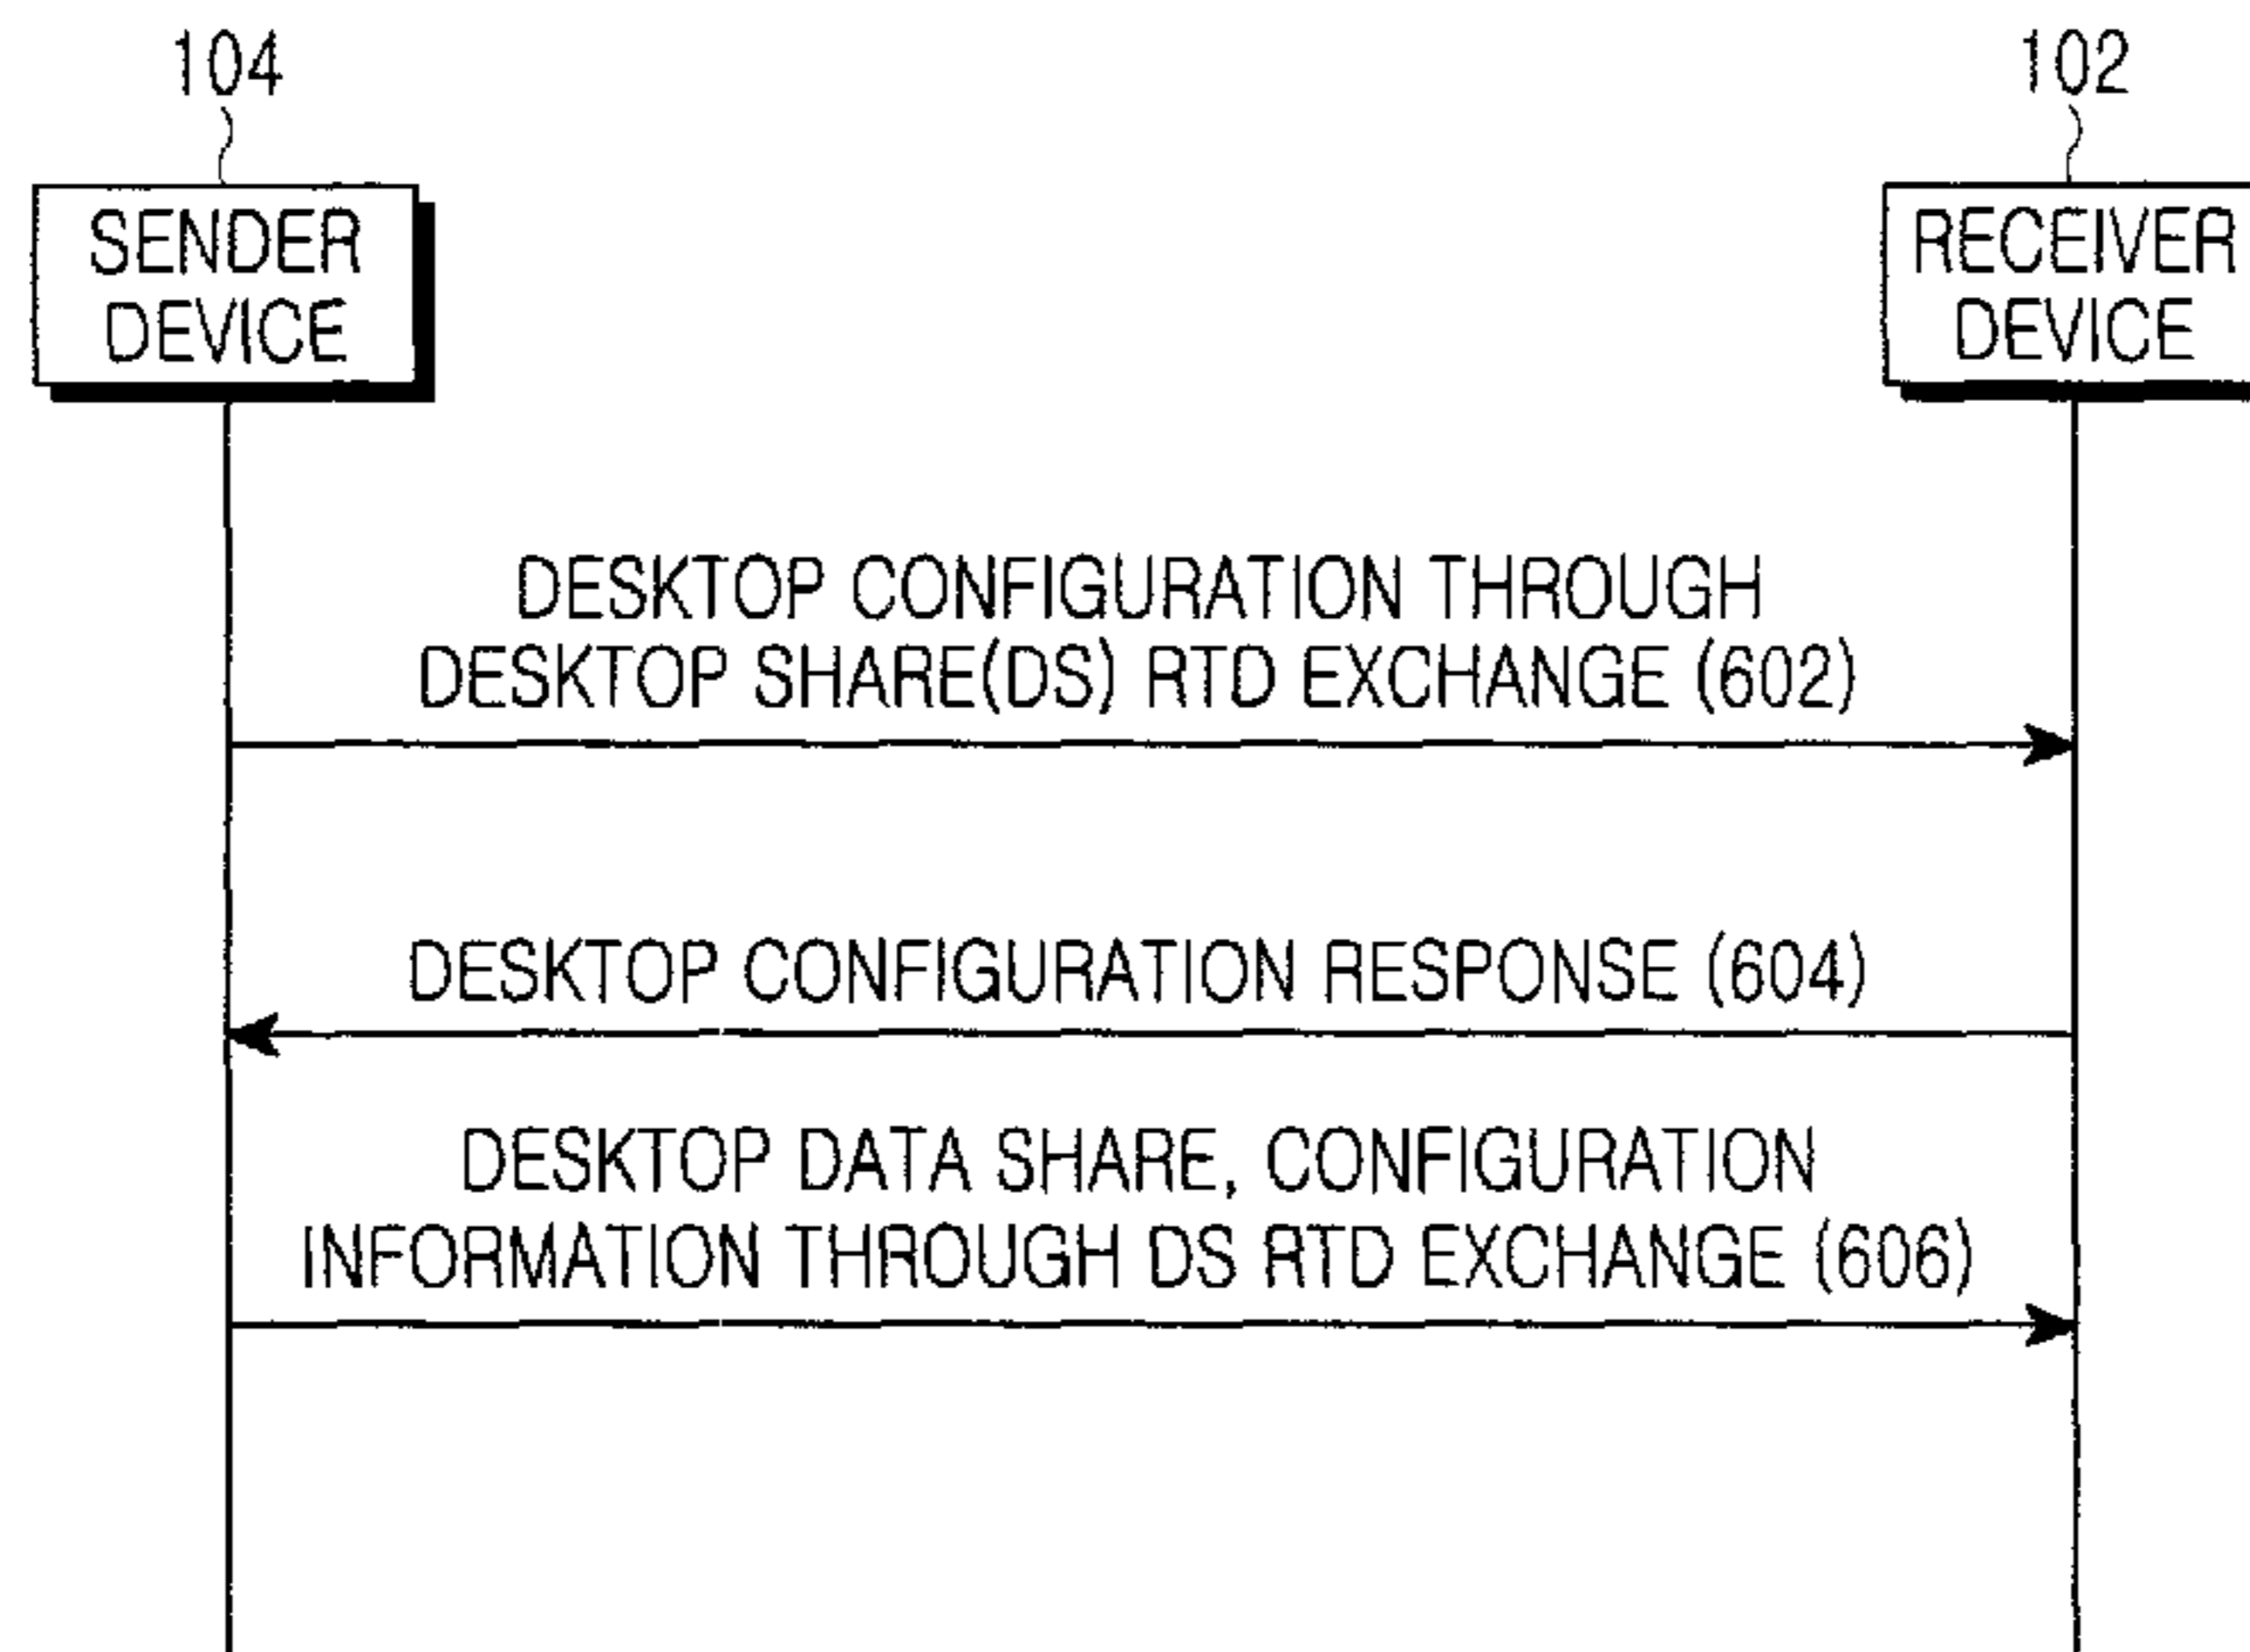 104
102
SENDER
DEVICE
RECEIVER
DEVICE
DESKTOP CONFIGURATION THROUGH
DESKTOP SHARE(DS) RTD EXCHANGE (602)
DESKTOP CONFIGURATION RESPONSE (604)
DESKTOP DATA SHARE, CONFIGURATION
INFORMATION THROUGH DS RTD EXCHANGE (606)